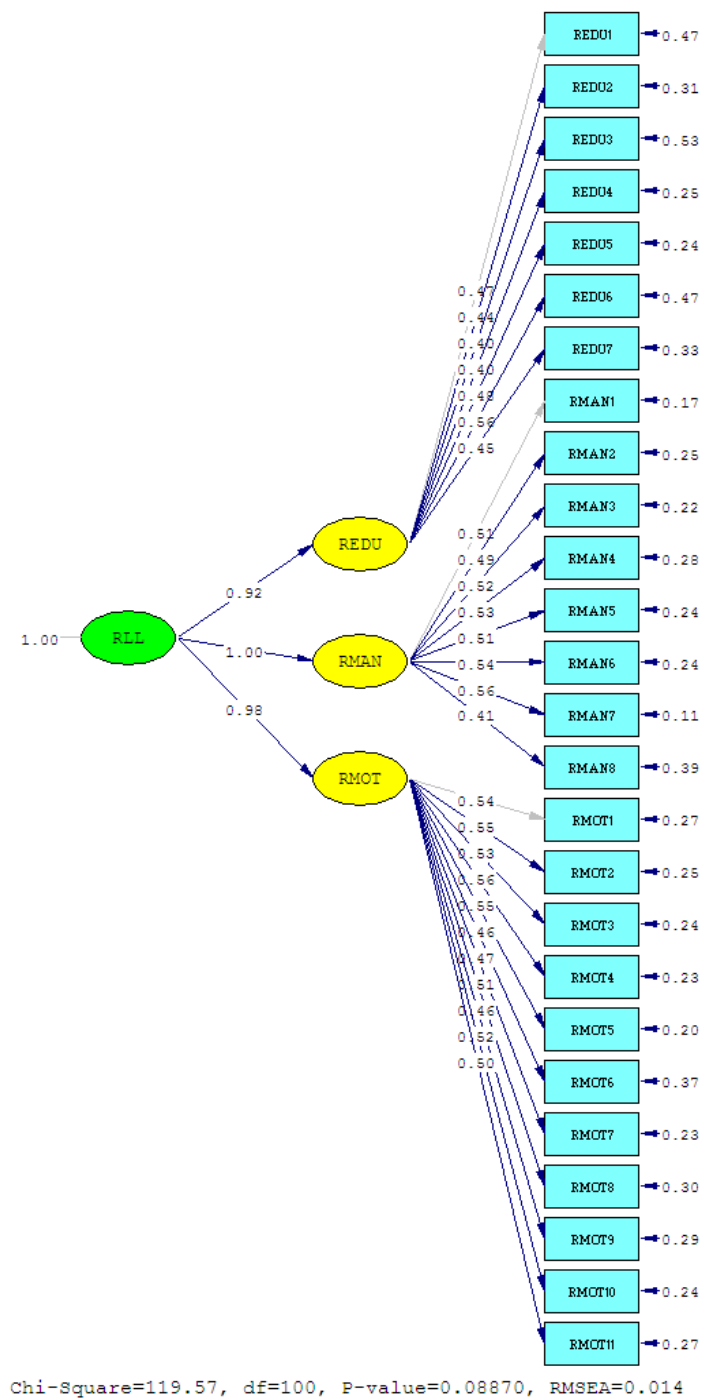 REDU1 0.47
REDU2 0.31
REDU3 0.53
REDU4 0.25
REDU5 0.24
REDU6 0.47
REDU7 0.33
RMAN1 0.17
RMAN2 0.25
RMAN3 0.22
RMAN4 0.28
RMAN5 0.24
RMAN6 0.24
RMAN7 0.11
RMAN8 0.39
RMOT1 0.27
RMOT2 0.25
RMOT3 0.24
RMOT4 0.23
RMOT5 0.20
RMOT6 0.37
RMOT7 0.23
RMOT8 0.30
RMOT9 0.29
RMOT10 0.24
RMOT11 0.27
0.47
0.44
0.40
0.40
0.48
0.56
0.45
REDU
0.51
0.49
0.52
0.53
0.51
0.54
0.56
0.41
RMAN
0.54
0.55
0.53
0.56
0.55
0.46
0.47
0.51
0.46
0.52
0.50
RMOT
0.92
1.00
0.98
1.00 RLL
Chi-Square=119.57, df=100, P-value=0.08870, RMSEA=0.014